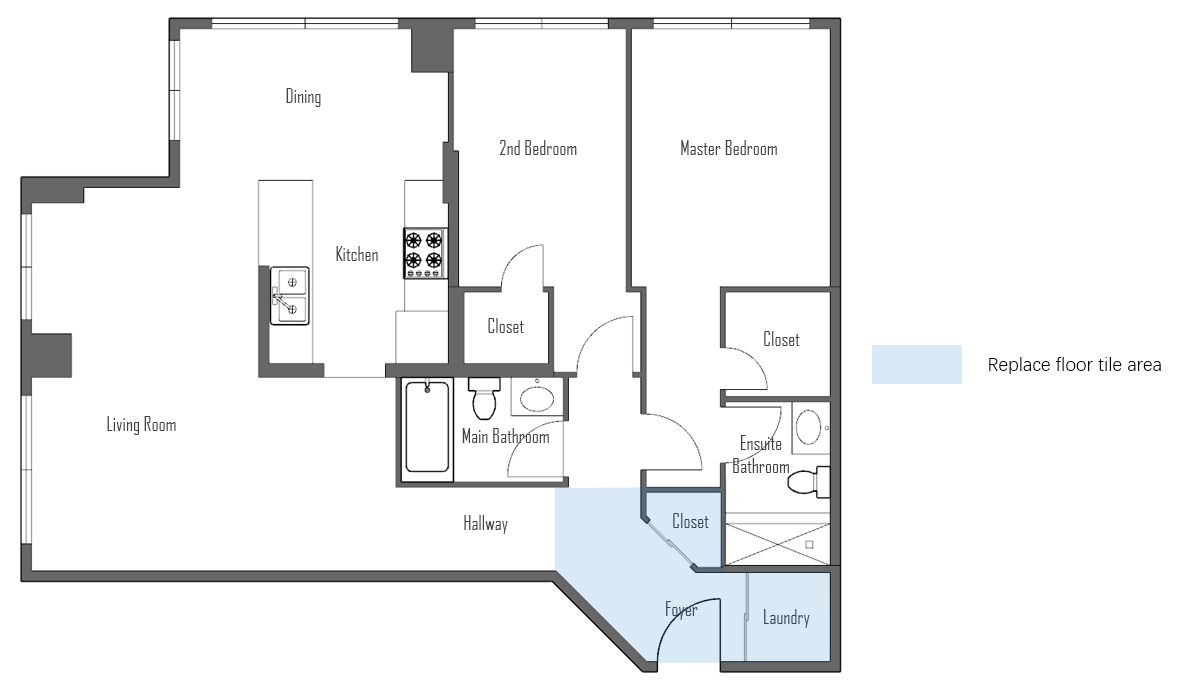 Dining
2nd Bedroom
Master Bedroom
Kitchen
Closet
Closet
Replace floor tile area
Living Room
Main Bathroom
Ensuite
Bathroom
Hallway
Closet
Foyer
Laundry